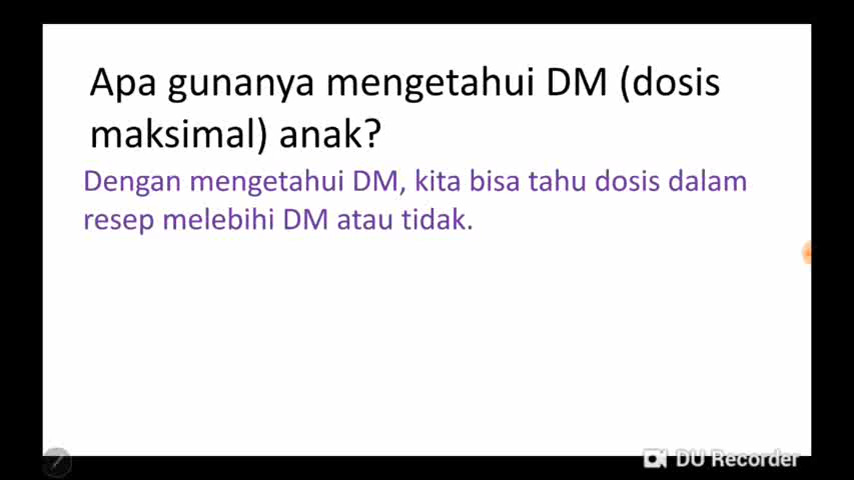 Apa gunanya mengetahui DM (dosis
maksimal) anak?
Dengan mengetahui DM, kita bisa tahu dosis dalam
resep melebihi DM atau tidak.
DU Recorder